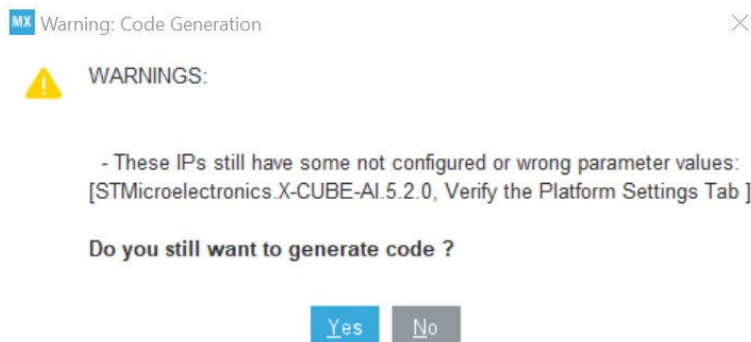 MX Warning: Code Generation
WARNINGS:
- These IPs still have some not configured or wrong parameter values:
[STMicroelectronics.X-CUBE-AI.5.2.0, Verify the Platform Settings Tab ]
Do you still want to generate code ?
Yes No